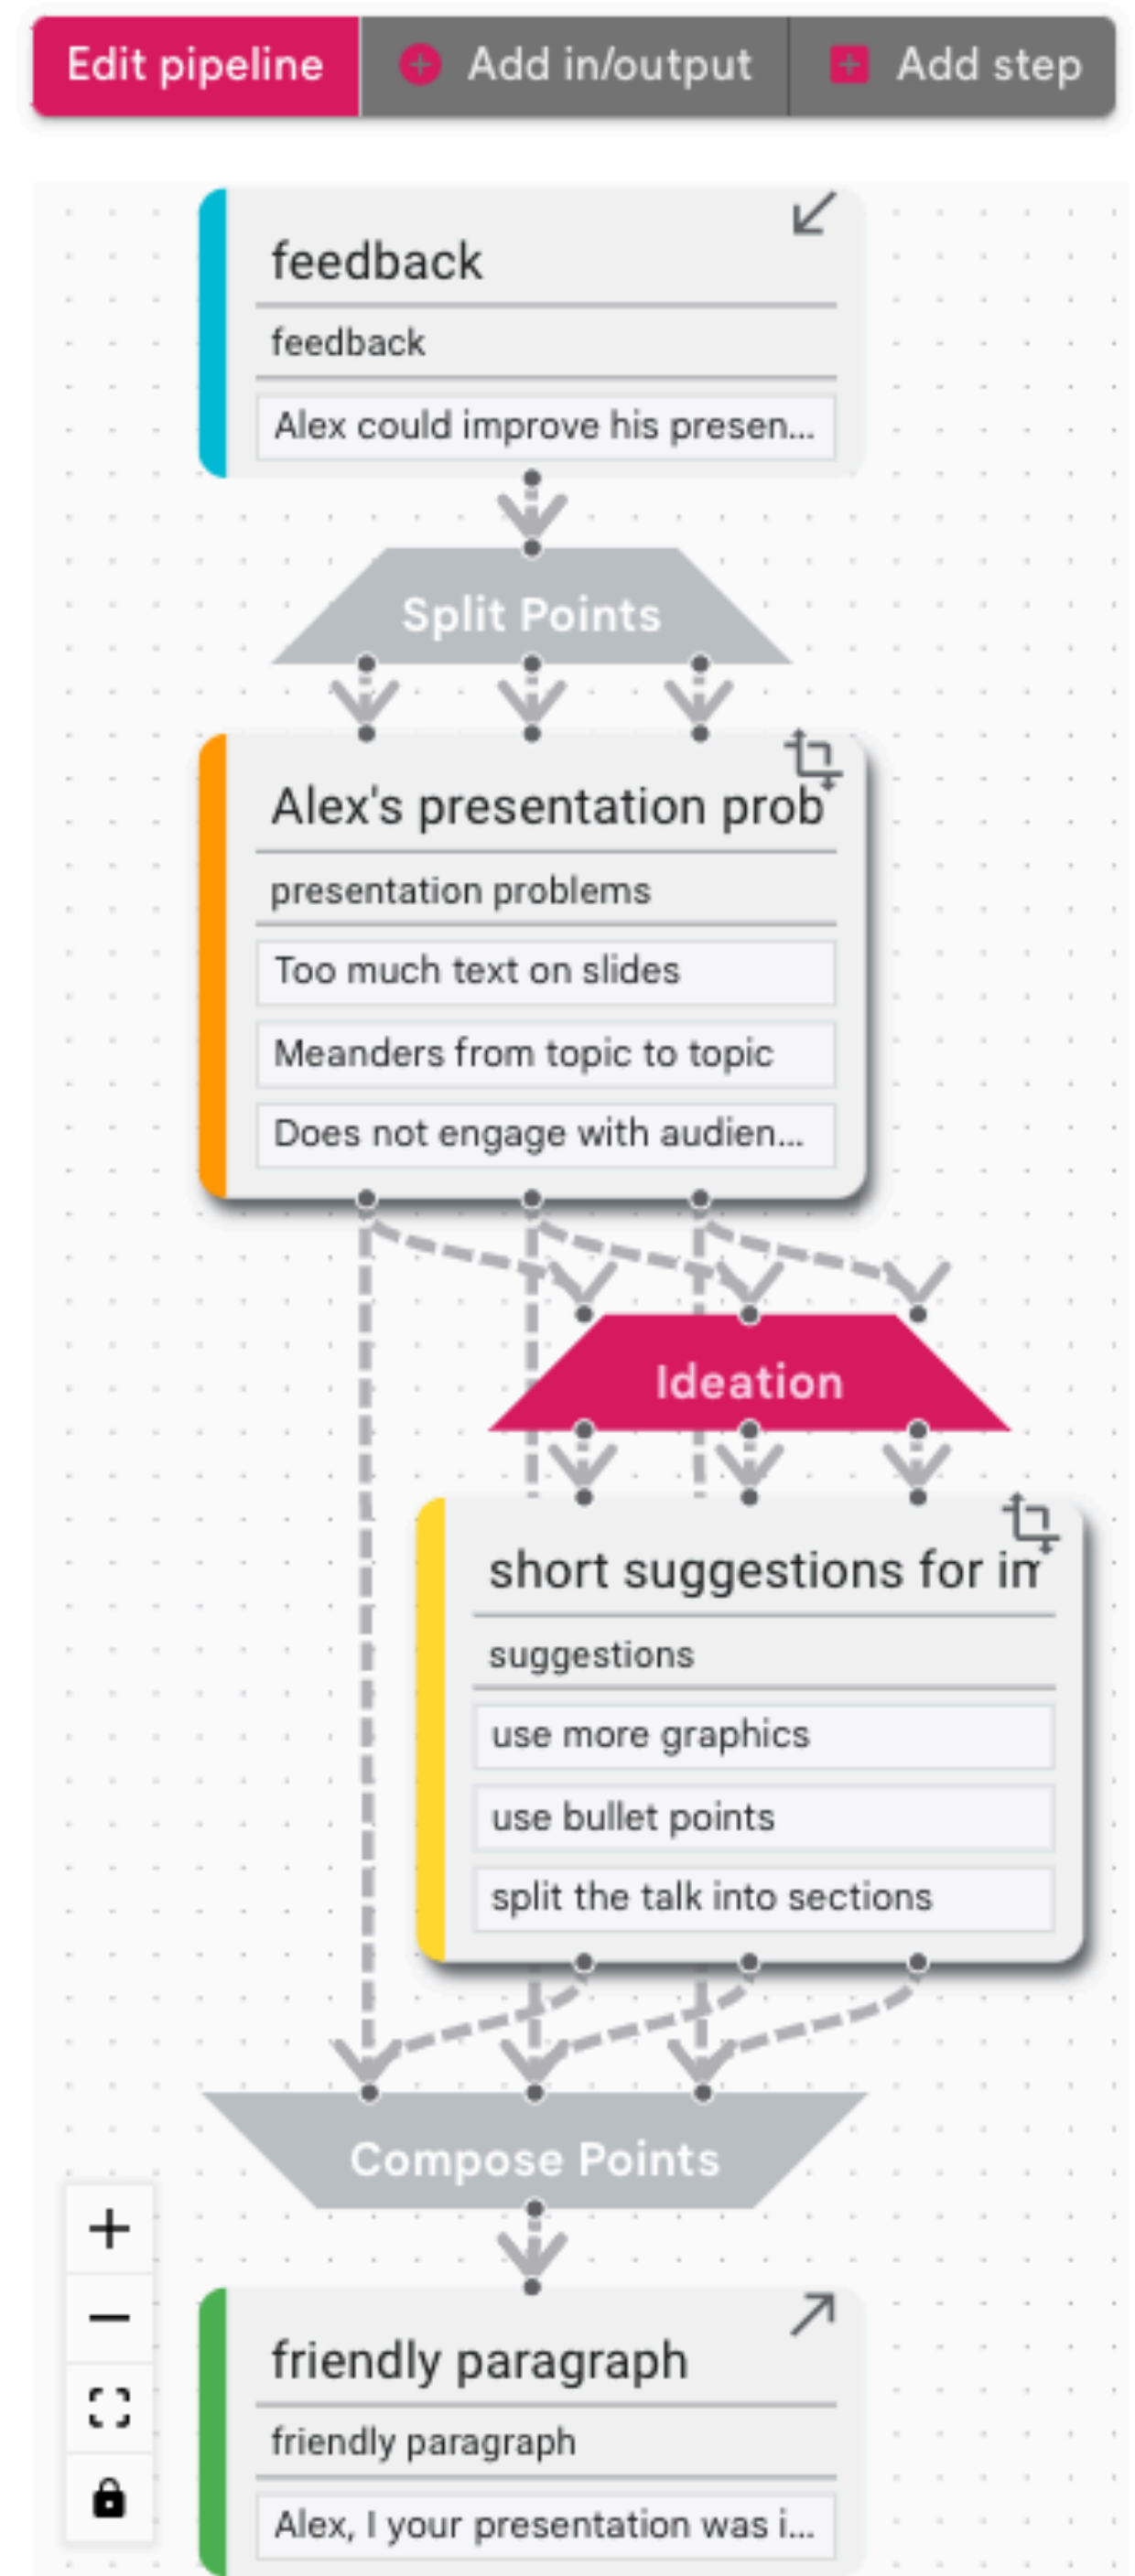 Edit pipeline
Add in/output
Add step
feedback
feedback
Alex could improve his presen...
Split Points
Alex's presentation prob
presentation problems
Too much text on slides
Meanders from topic to topic
Does not engage with audien...
Ideation
short suggestions for im
suggestions
use more graphics
use bullet points
split the talk into sections
Compose Points
friendly paragraph
friendly paragraph
Alex, I your presentation was i...